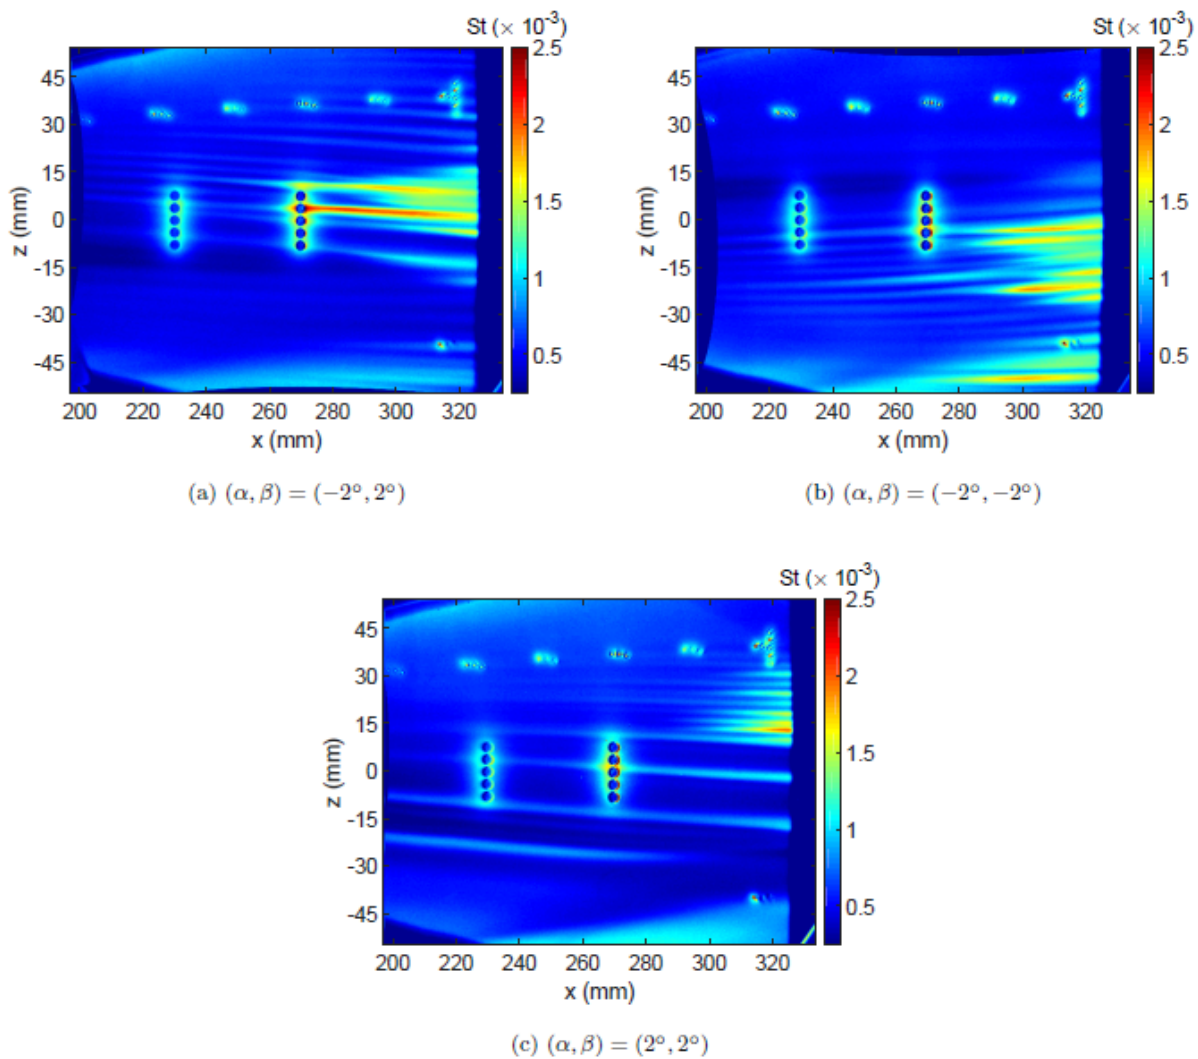 St (× 10⁻³) St (× 10⁻³)
2.5 2.5
45 45
30 2 30 2
15 15
z (mm) 0 1.5 z (mm) 0 1.5
-15 1 -15 1
-30 -30
-45 0.5 -45 0.5
200 220 240 260 280 300 320 200 220 240 260 280 300 320
x (mm) x (mm)
(a) (α, β) = (−2°, 2°) (b) (α, β) = (−2°, −2°)
St (× 10⁻³)
2.5
45
30 2
15
z (mm) 0 1.5
-15 1
-30
-45 0.5
200 220 240 260 280 300 320
x (mm)
(c) (α, β) = (2°, 2°)